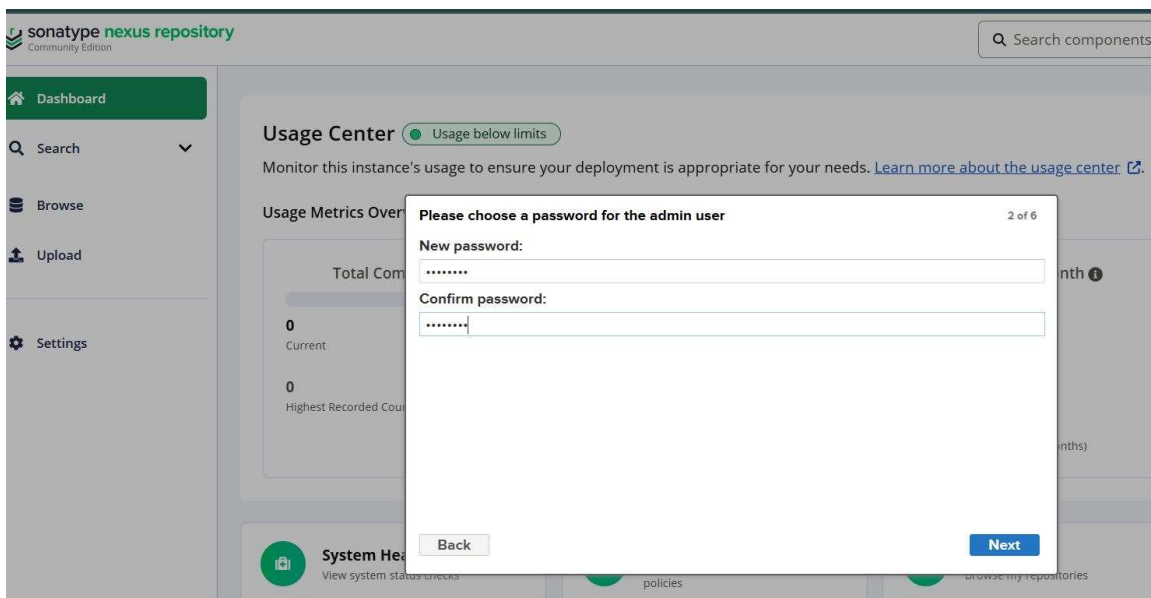 sonatype nexus repository
Community Edition
Search components
Dashboard
Search
Browse
Upload
Settings
Usage Center
Usage below limits
Monitor this instance's usage to ensure your deployment is appropriate for your needs. Learn more about the usage center.
Usage Metrics Over
Total Com
nth
0
Current
0
Highest Recorded Cour
onths)
Please choose a password for the admin user
2 of 6
New password:
••••••••
Confirm password:
••••••••
Back
Next
System Hea
View system status checks
policies
Browse my repositories